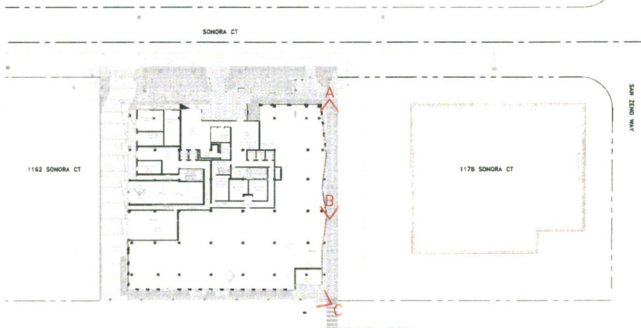 SONORA CT
A
SAN ZENO WAY
1162 SONORA CT
1178 SONORA CT
B
C